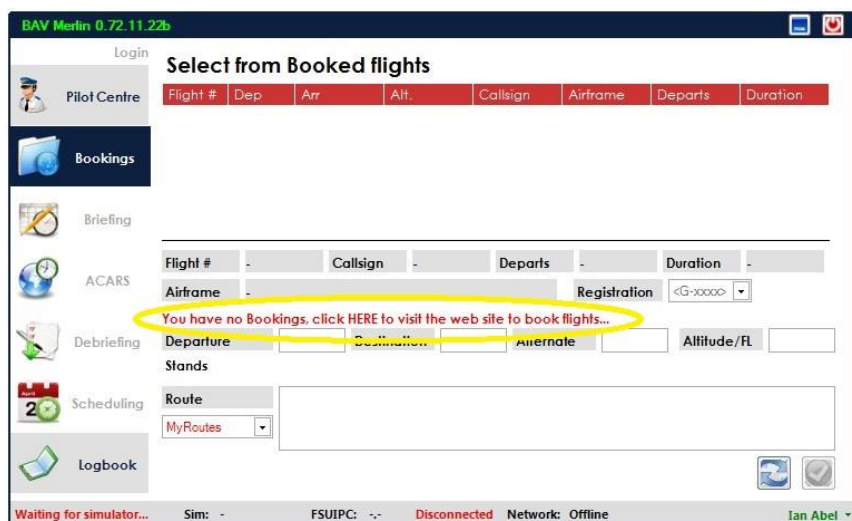 BAV Merlin 0.72.11.22b
Login
Pilot Centre
Bookings
Briefing
ACARS
Debriefing
April
2
Scheduling
Logbook
Select from Booked flights
Flight # Dep Arr Alt. Callsign Airframe Departs Duration
Flight # - Callsign - Departs - Duration -
Airframe - Registration <G-xxxx>
You have no Bookings, click HERE to visit the web site to book flights...
Departure Destination Alternate Altitude/FL
Stands
Route
MyRoutes
Waiting for simulator... Sim: - FSUIPC: -.- Disconnected Network: Offline Ian Abel